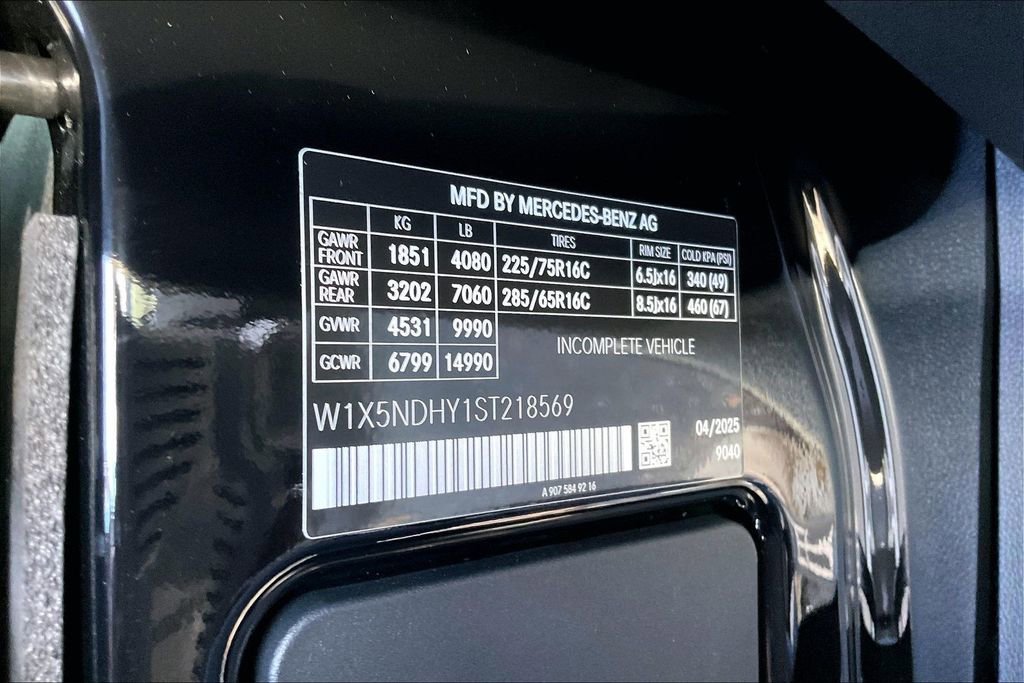 MFD BY MERCEDES-BENZ AG
KG LB TIRES RIM SIZE COLD KPA (PSI)
GAWR FRONT 1851 4080 225/75R16C 6.5Jx16 340 (49)
GAWR REAR 3202 7060 285/65R16C 8.5Jx16 460 (67)
GVWR 4531 9990
GCWR 6799 14990
INCOMPLETE VEHICLE
W1X5NDHY1ST218569
04/2025
9040
A 907 584 92 16